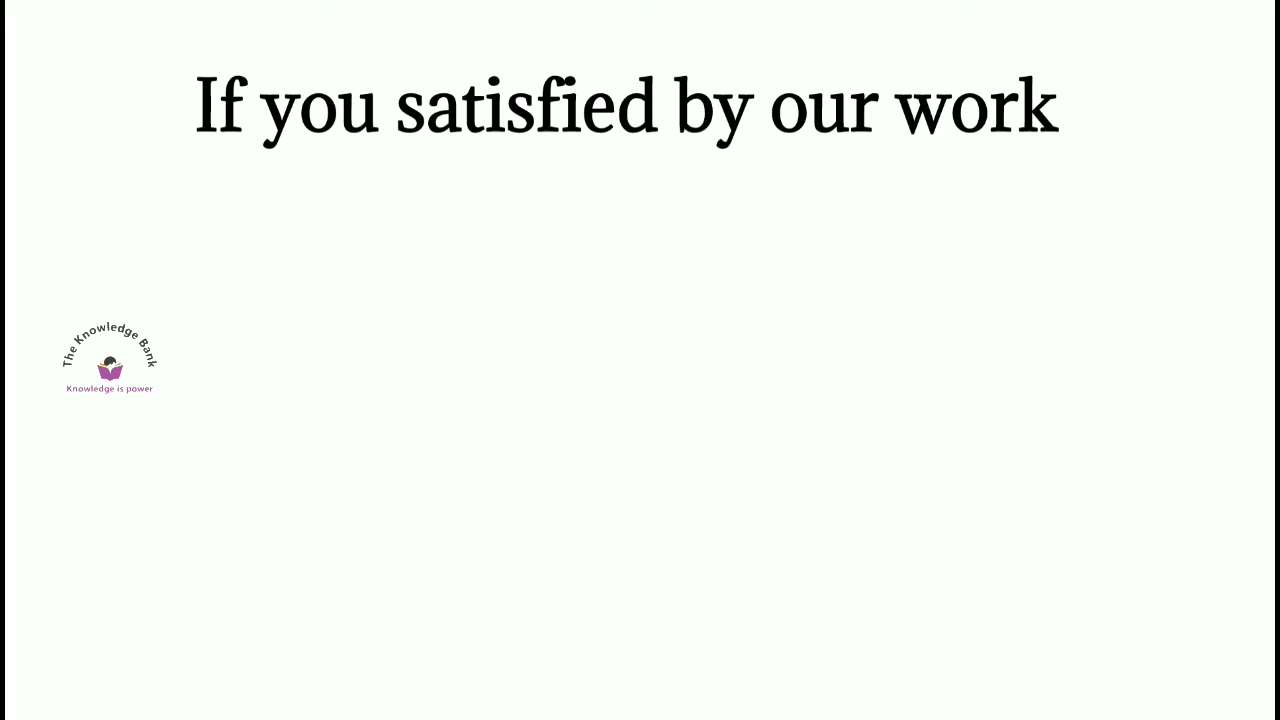 If you satisfied by our work
The Knowledge Bank
Knowledge is power